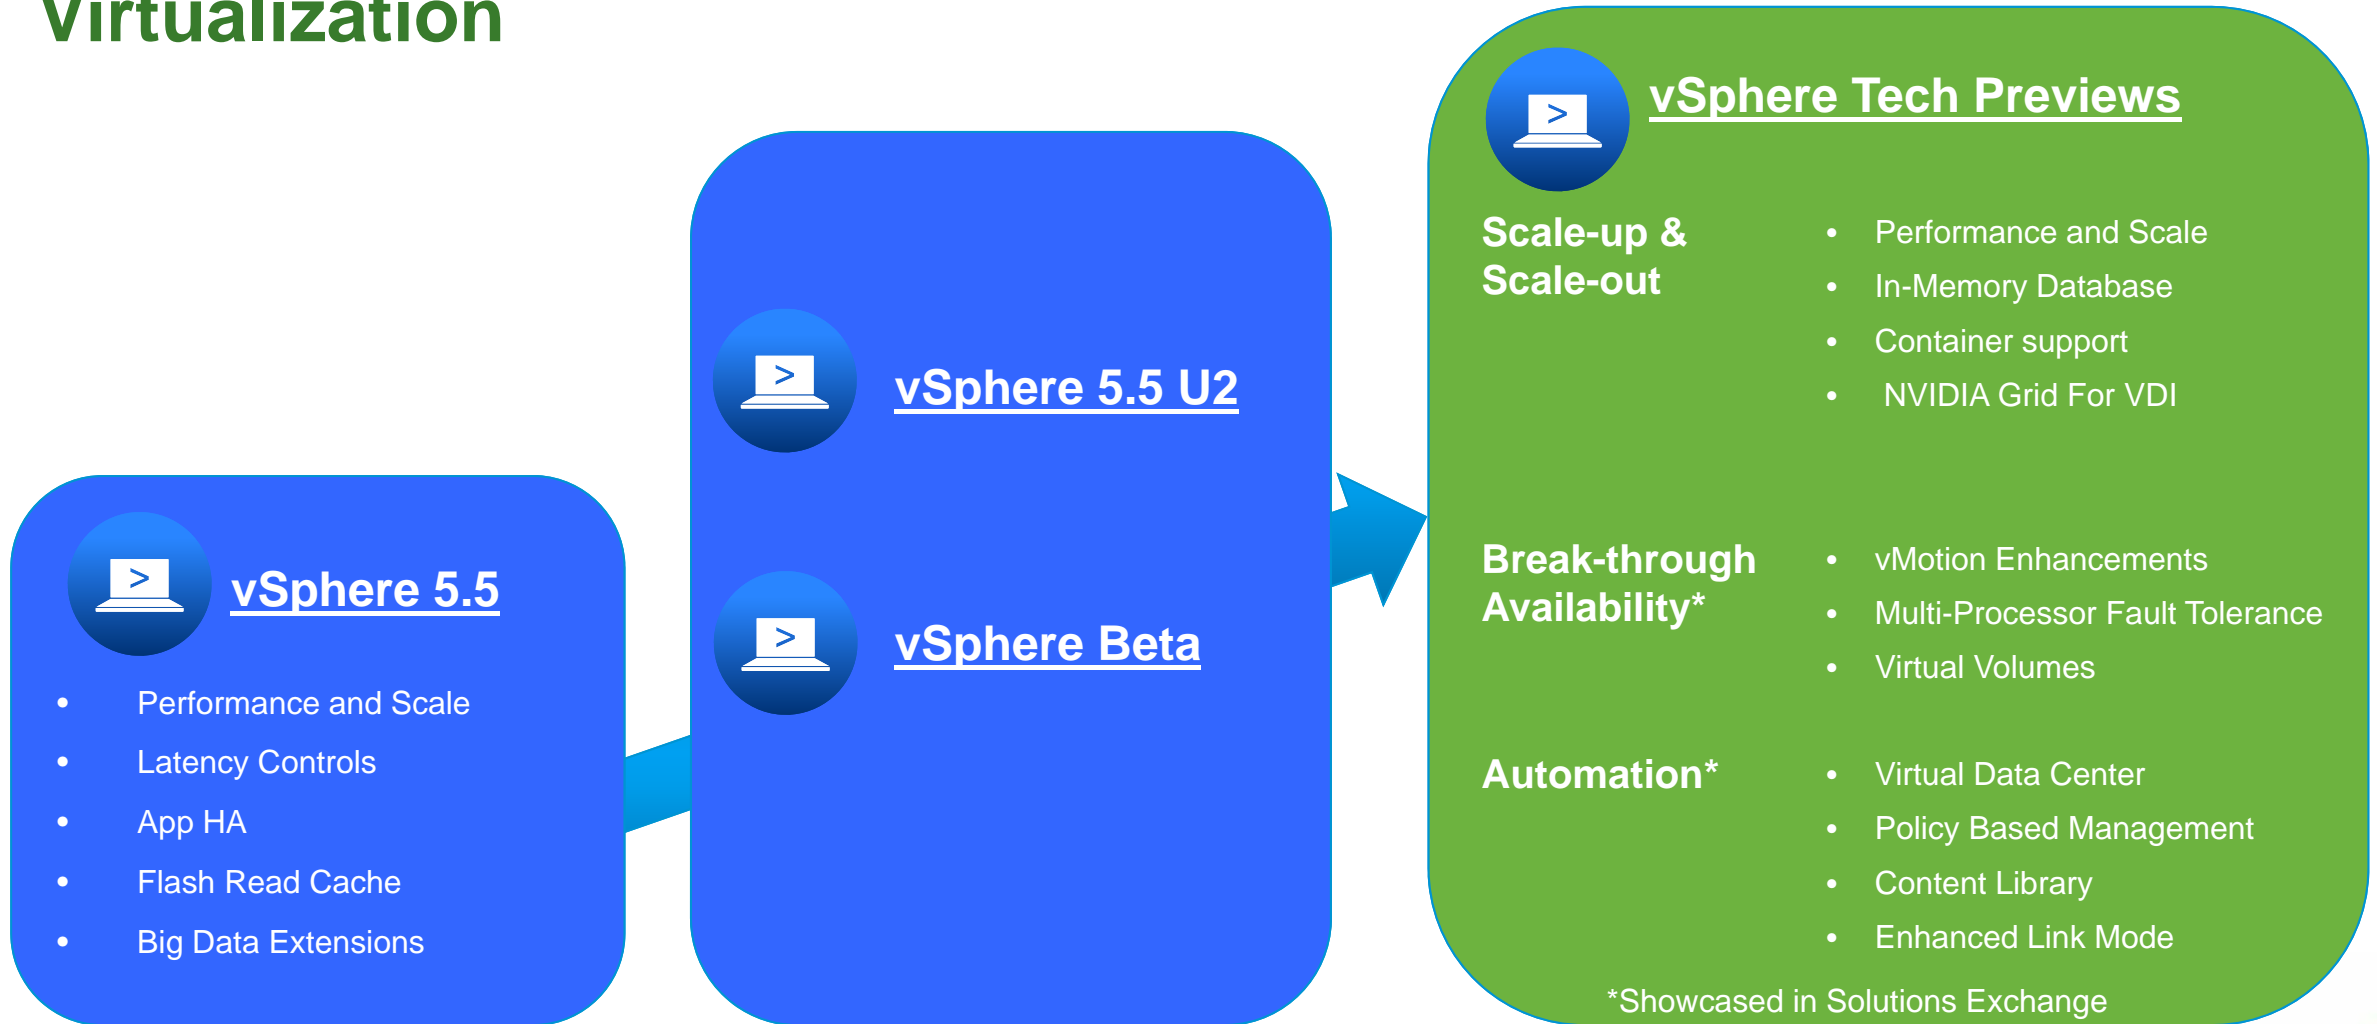 Virtualization
vSphere 5.5
• Performance and Scale
• Latency Controls
• App HA
• Flash Read Cache
• Big Data Extensions
vSphere 5.5 U2
vSphere Beta
vSphere Tech Previews
Scale-up &
Scale-out
• Performance and Scale
• In-Memory Database
• Container support
• NVIDIA Grid For VDI
Break-through
Availability*
• vMotion Enhancements
• Multi-Processor Fault Tolerance
• Virtual Volumes
Automation*
• Virtual Data Center
• Policy Based Management
• Content Library
• Enhanced Link Mode
*Showcased in Solutions Exchange